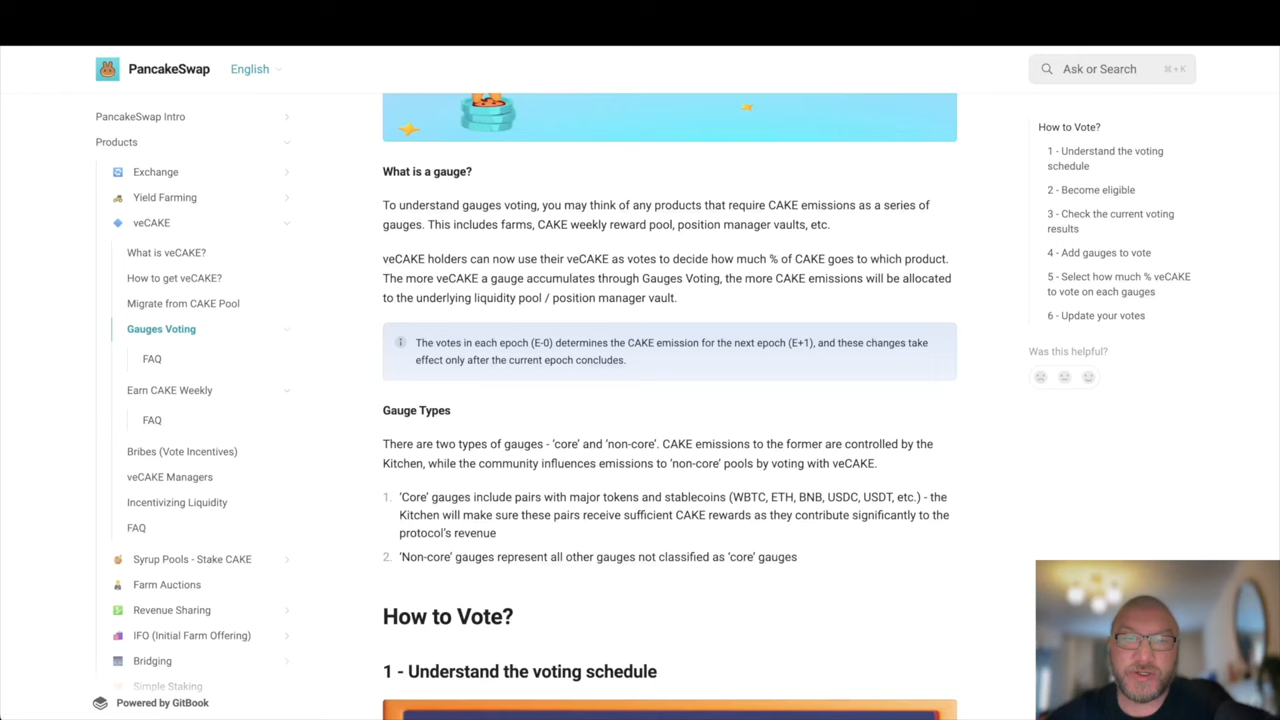 PancakeSwap
English
Ask or Search
⌘+K
PancakeSwap Intro
Products
Exchange
Yield Farming
veCAKE
What is veCAKE?
How to get veCAKE?
Migrate from CAKE Pool
Gauges Voting
FAQ
Earn CAKE Weekly
FAQ
Bribes (Vote Incentives)
veCAKE Managers
Incentivizing Liquidity
FAQ
Syrup Pools - Stake CAKE
Farm Auctions
Revenue Sharing
IFO (Initial Farm Offering)
Bridging
Simple Staking
Powered by GitBook
What is a gauge?
To understand gauges voting, you may think of any products that require CAKE emissions as a series of
gauges. This includes farms, CAKE weekly reward pool, position manager vaults, etc.
veCAKE holders can now use their veCAKE as votes to decide how much % of CAKE goes to which product.
The more veCAKE a gauge accumulates through Gauges Voting, the more CAKE emissions will be allocated
to the underlying liquidity pool / position manager vault.
The votes in each epoch (E-0) determines the CAKE emission for the next epoch (E+1), and these changes take
effect only after the current epoch concludes.
Gauge Types
There are two types of gauges - ‘core’ and ‘non-core’. CAKE emissions to the former are controlled by the
Kitchen, while the community influences emissions to ‘non-core’ pools by voting with veCAKE.
1. ‘Core’ gauges include pairs with major tokens and stablecoins (WBTC, ETH, BNB, USDC, USDT, etc.) - the
Kitchen will make sure these pairs receive sufficient CAKE rewards as they contribute significantly to the
protocol’s revenue
2. ‘Non-core’ gauges represent all other gauges not classified as ‘core’ gauges
How to Vote?
1 - Understand the voting schedule
How to Vote?
1 - Understand the voting
schedule
2 - Become eligible
3 - Check the current voting
results
4 - Add gauges to vote
5 - Select how much % veCAKE
to vote on each gauges
6 - Update your votes
Was this helpful?